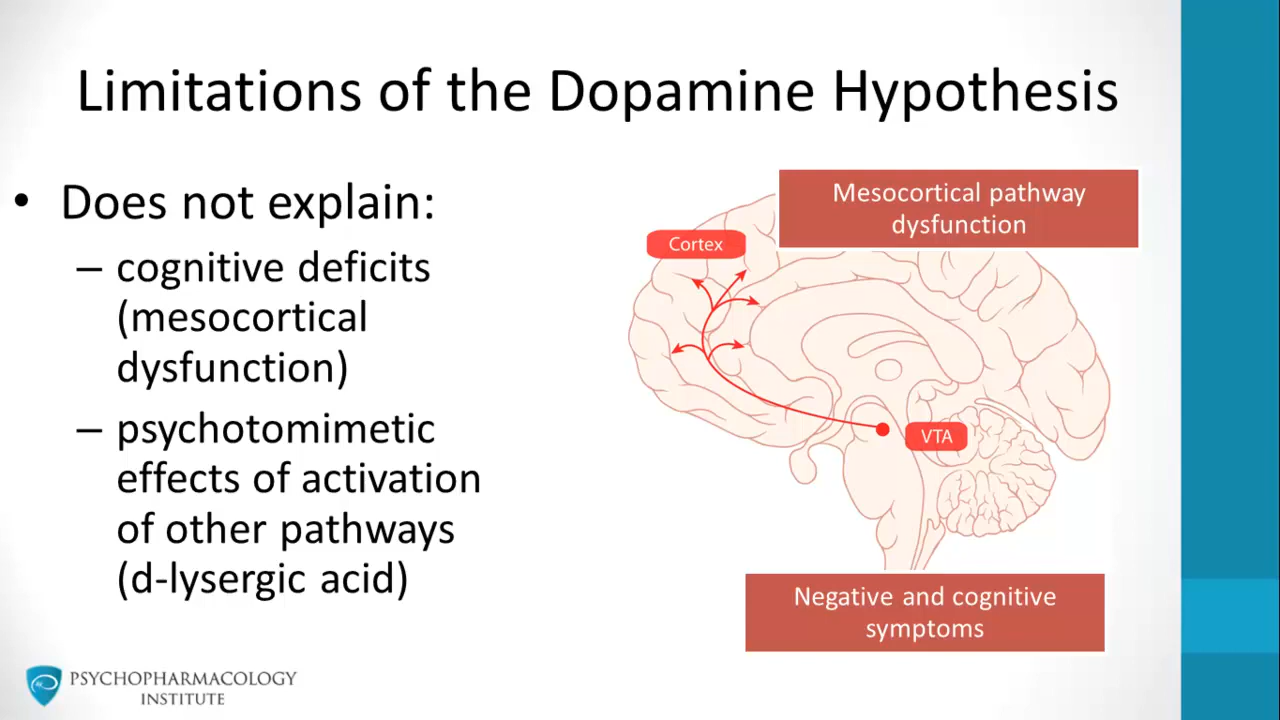 Limitations of the Dopamine Hypothesis
• Does not explain:
– cognitive deficits
(mesocortical
dysfunction)
– psychotomimetic
effects of activation
of other pathways
(d-lysergic acid)
Mesocortical pathway
dysfunction
Cortex
VTA
Negative and cognitive
symptoms
PSYCHOPHARMACOLOGY
INSTITUTE